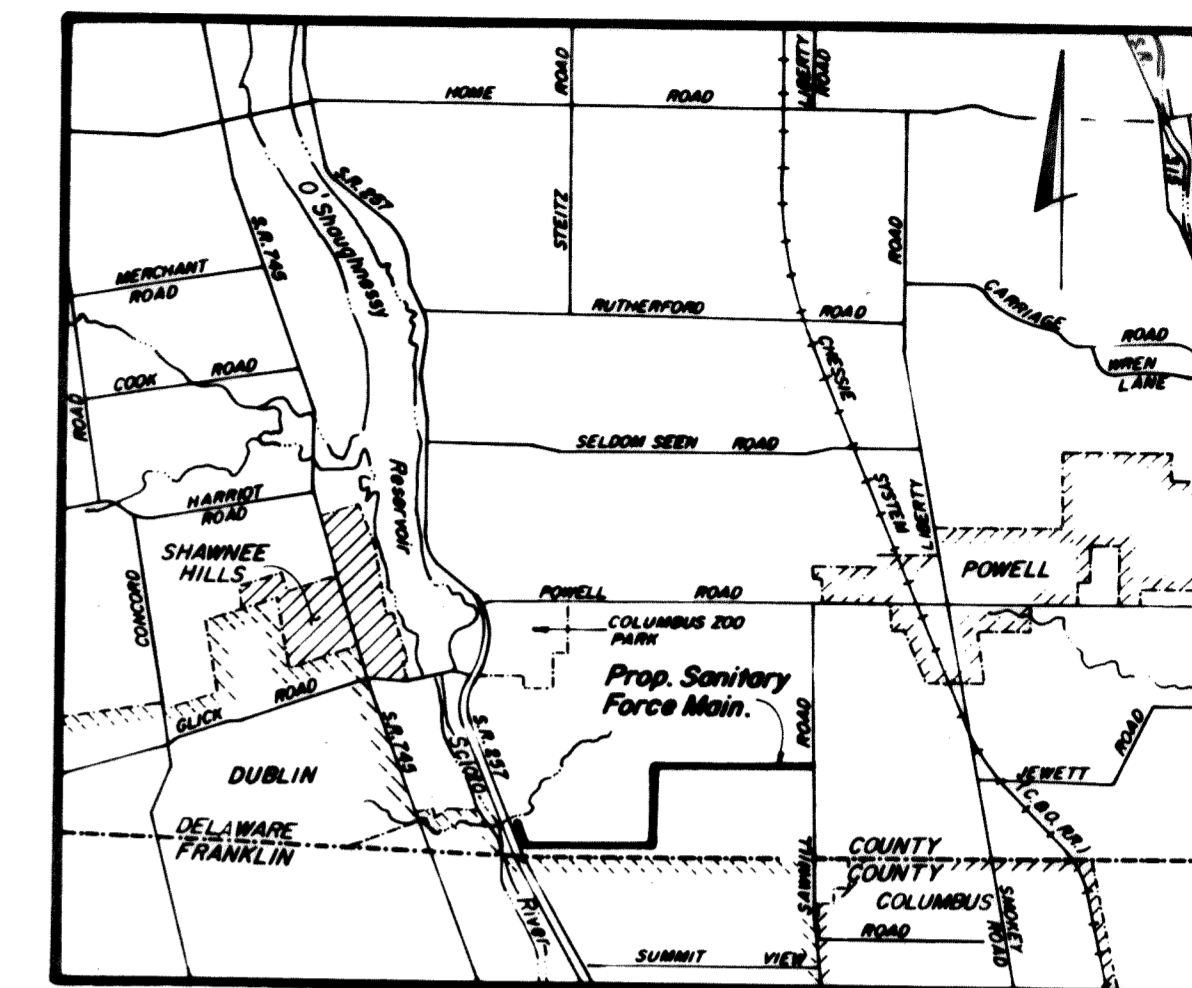 LIBERTY
ROAD
S.R.
HOME ROAD
ROAD
315
STEITZ
S.R. 257
O'Shaughnessy
Reservoir
S.R. 745
MERCHANT
ROAD
ROAD
CARRIAGE
ROAD
WREN
LANE
RUTHERFORD ROAD
CHESSIE
SYSTEM
COOK ROAD
ROAD
SELDOM SEEN ROAD
LIBERTY
HARRIOT
ROAD
SHAWNEE
HILLS
CONCORD
POWELL
POWELL ROAD
COLUMBUS ZOO
PARK
Prop. Sanitary
Force Main.
ROAD
GLICK ROAD
S.R. 745
Scioto
S.R. 257
DUBLIN
JEWETT ROAD
(C.&O.R.R.)
DELAWARE
FRANKLIN
COUNTY
COUNTY
COLUMBUS
SAWMILL
ROAD
SMOKEY
ROAD
River
SUMMIT VIEW